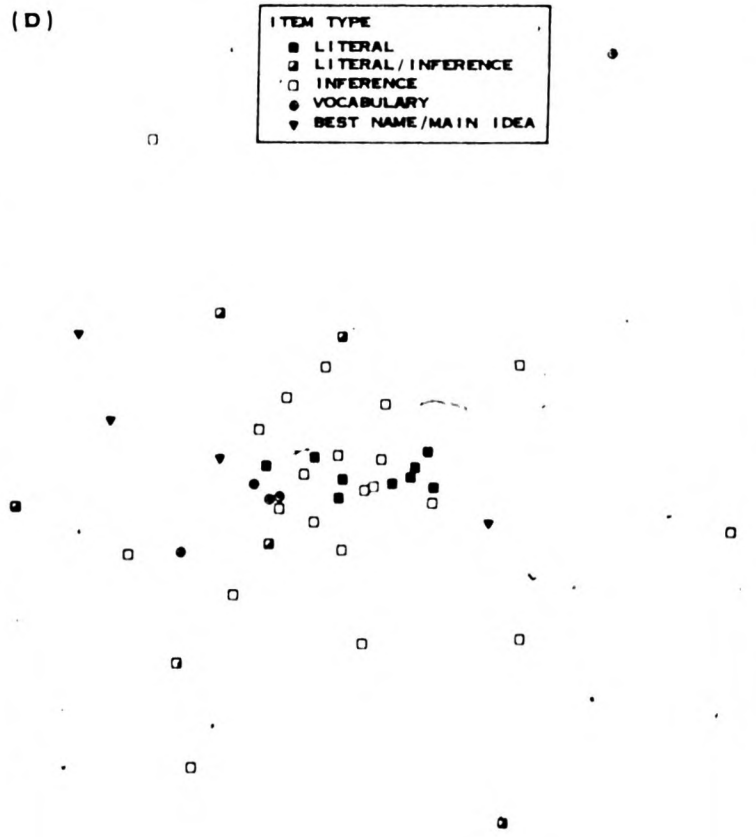 (D)
ITEM TYPE
LITERAL
LITERAL/INFERENCE
INFERENCE
VOCABULARY
BEST NAME/MAIN IDEA